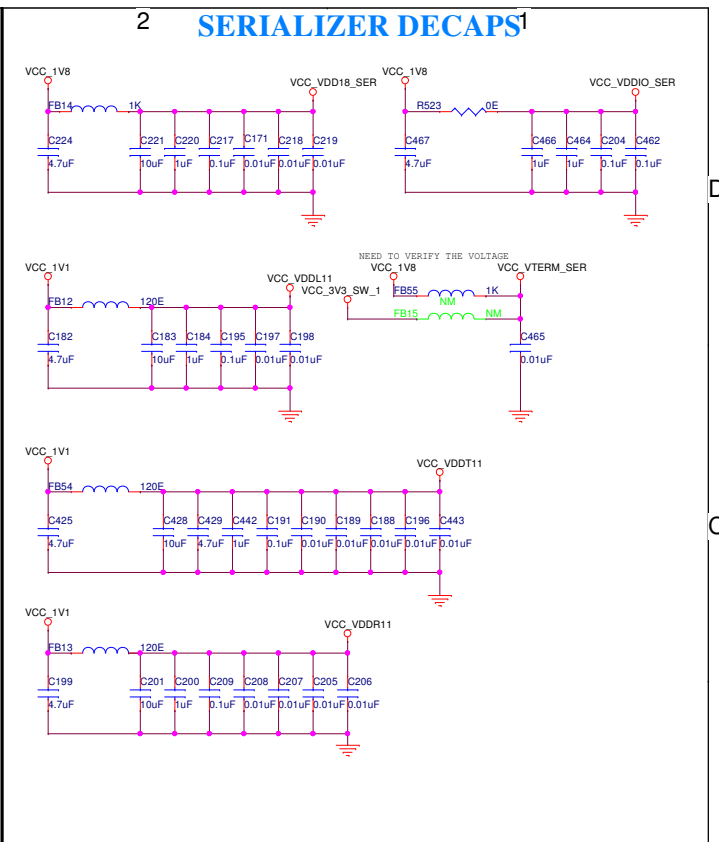 2 1
SERIALIZER DECAPS
VCC_1V8 VCC_VDD18_SER VCC_1V8 VCC_VDDIO_SER
FB14 1K R523 0E
C224 C221 C220 C217 C171 C218 C219 C467 C466 C464 C204 C462
4.7uF 10uF 1uF 0.1uF 0.01uF 0.01uF 0.01uF 4.7uF 1uF 1uF 0.1uF 0.1uF
D
NEED TO VERIFY THE VOLTAGE
VCC_1V1 VCC_VDDL11 VCC_1V8 VCC_VTERM_SER
VCC_3V3_SW_1
FB12 120E FB55 1K
NM
FB15 NM
C182 C183 C184 C195 C197 C198 C465
4.7uF 10uF 1uF 0.1uF 0.01uF 0.01uF 0.01uF
VCC_1V1 VCC_VDDT11
FB54 120E
C425 C428 C429 C442 C191 C190 C189 C188 C196 C443
4.7uF 10uF 4.7uF 1uF 0.1uF 0.01uF 0.01uF 0.01uF 0.01uF 0.01uF
C
VCC_1V1 VCC_VDDR11
FB13 120E
C199 C201 C200 C209 C208 C207 C205 C206
4.7uF 10uF 1uF 0.1uF 0.01uF 0.01uF 0.01uF 0.01uF